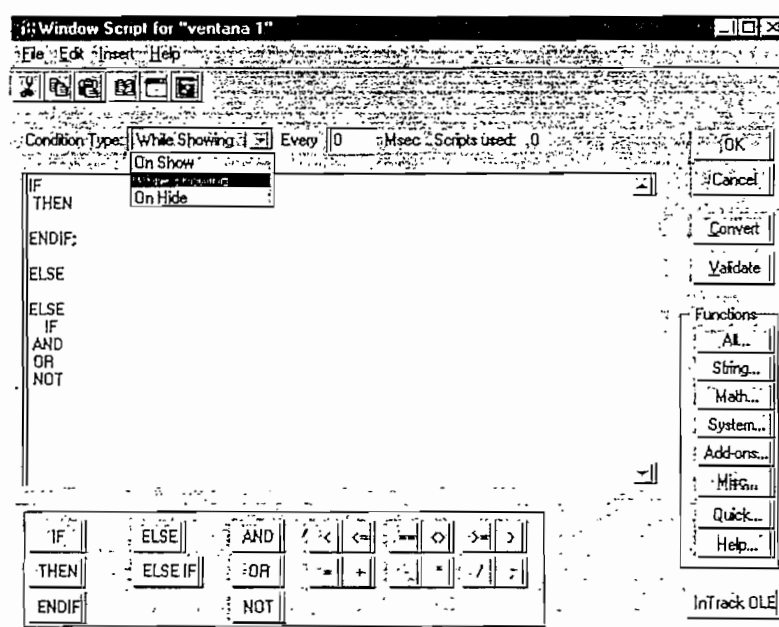 Window Script for "ventana 1"
File Edit Insert Help
Condition Type: While Showing Every 0 Msec Scripts used: 0
On Show
While Showing
On Hide
IF
THEN
ENDIF;
ELSE
ELSE
IF
AND
OR
NOT
OK
Cancel
Convert
Validate
Functions
All...
String...
Math...
System...
Add-ons...
Misc...
Quick...
Help...
IF ELSE AND < <= == <> >= >
THEN ELSE IF OR = + - * / ;
ENDIF NOT
InTrack OLE